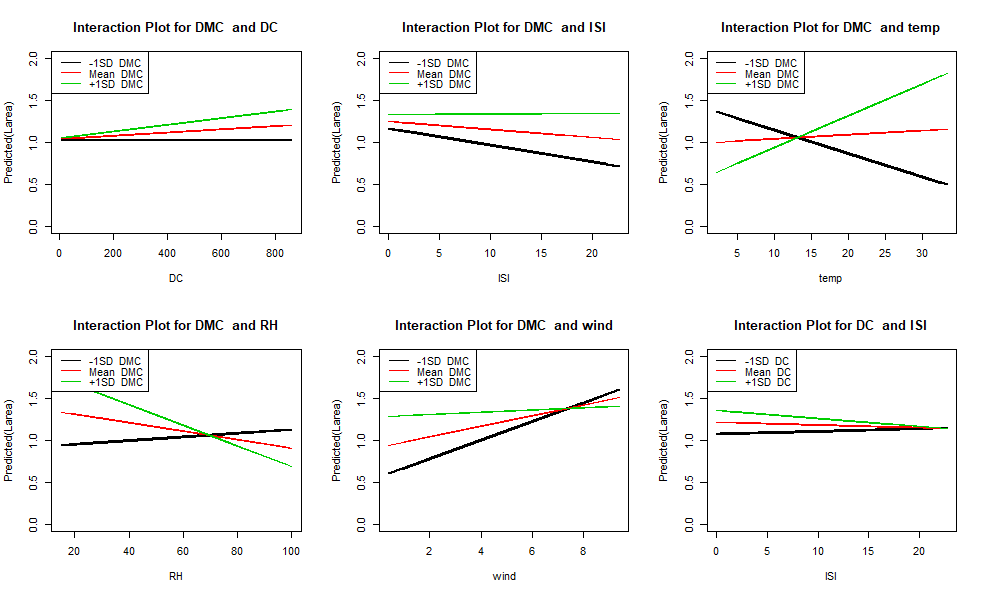 Interaction Plot for DMC and DC
Predicted(Larea)
2.0
1.5
1.0
0.5
0.0
-1SD DMC
Mean DMC
+1SD DMC
0 200 400 600 800
DC
Interaction Plot for DMC and ISI
Predicted(Larea)
2.0
1.5
1.0
0.5
0.0
-1SD DMC
Mean DMC
+1SD DMC
0 5 10 15 20
ISI
Interaction Plot for DMC and temp
Predicted(Larea)
2.0
1.5
1.0
0.5
0.0
-1SD DMC
Mean DMC
+1SD DMC
5 10 15 20 25 30
temp
Interaction Plot for DMC and RH
Predicted(Larea)
2.0
1.5
1.0
0.5
0.0
-1SD DMC
Mean DMC
+1SD DMC
20 40 60 80 100
RH
Interaction Plot for DMC and wind
Predicted(Larea)
2.0
1.5
1.0
0.5
0.0
-1SD DMC
Mean DMC
+1SD DMC
2 4 6 8
wind
Interaction Plot for DC and ISI
Predicted(Larea)
2.0
1.5
1.0
0.5
0.0
-1SD DC
Mean DC
+1SD DC
0 5 10 15 20
ISI